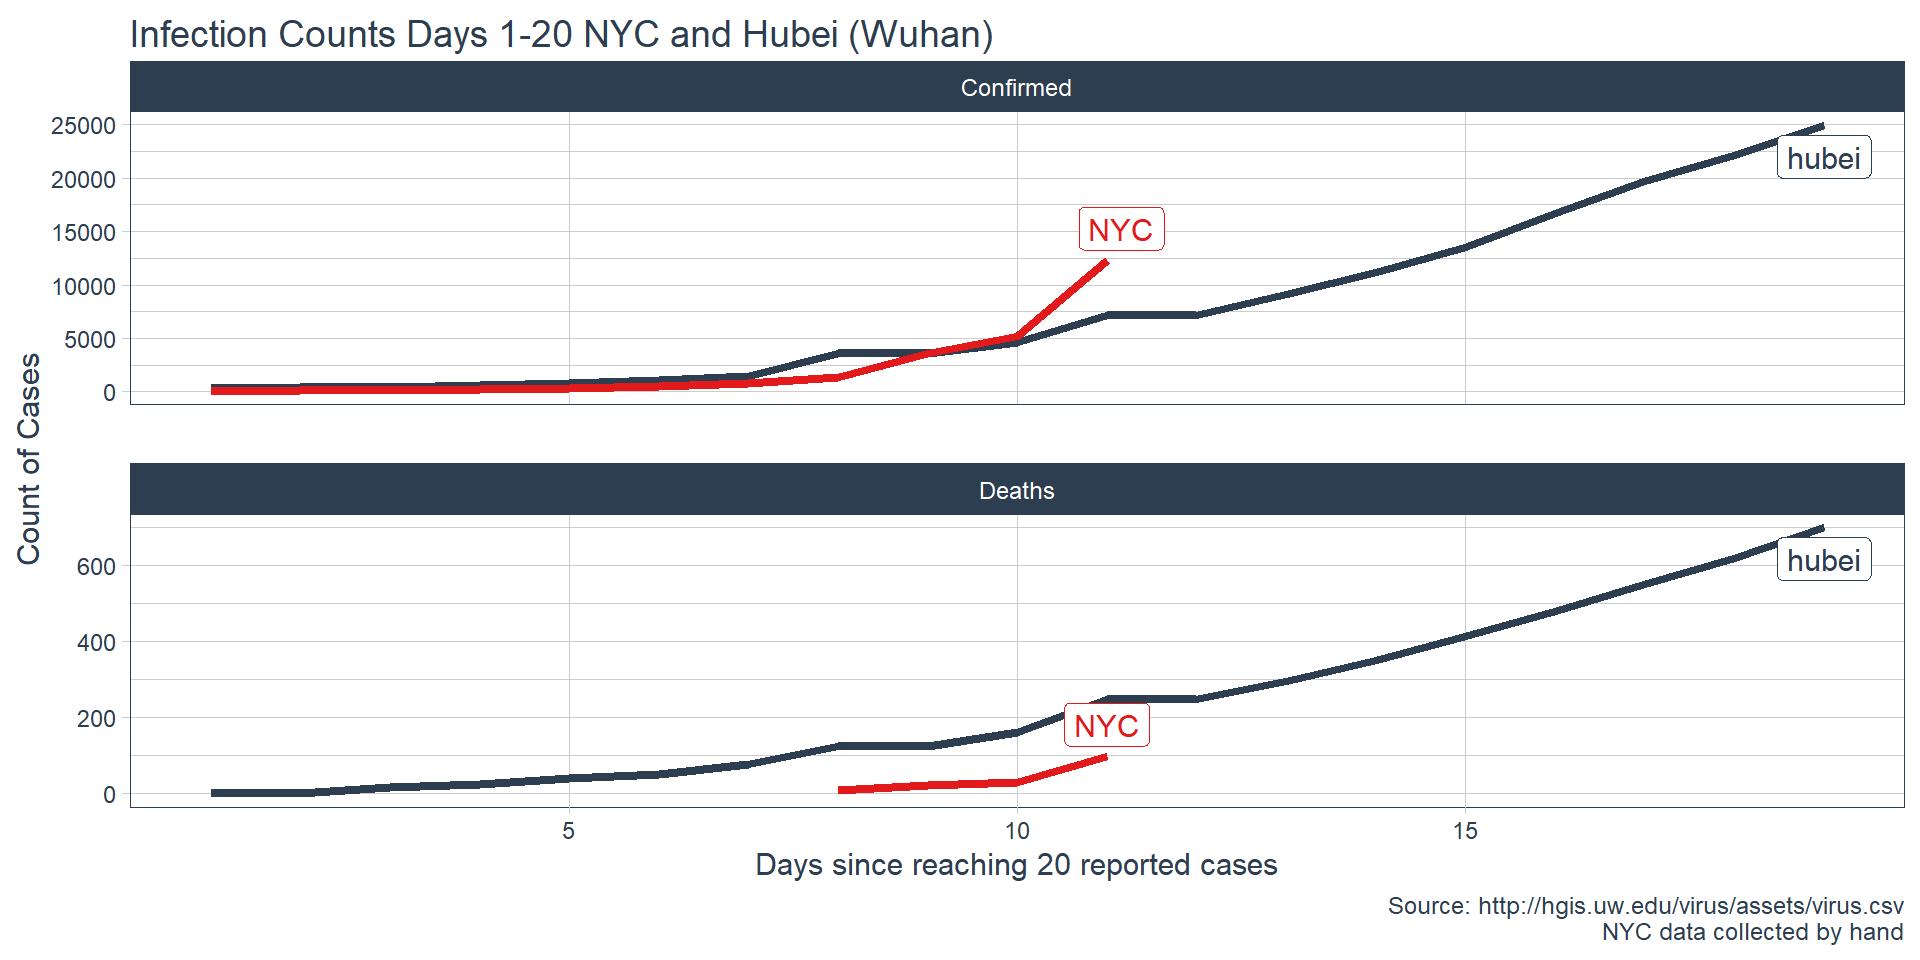 Infection Counts Days 1-20 NYC and Hubei (Wuhan)
Confirmed
25000
20000
15000
10000
5000
0
NYC
hubei
Count of Cases
Deaths
600
400
200
0
NYC
hubei
5 10 15
Days since reaching 20 reported cases
Source: http://hgis.uw.edu/virus/assets/virus.csv
NYC data collected by hand